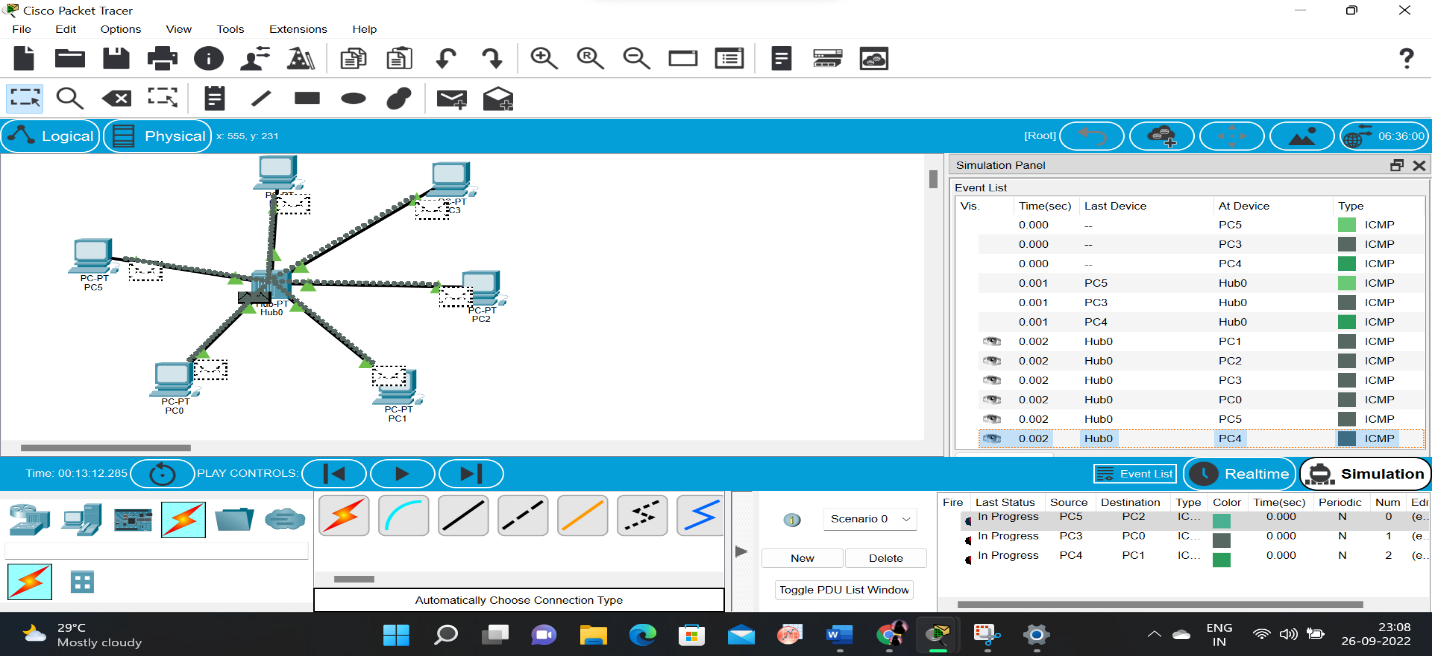 Cisco Packet Tracer
File Edit Options View Tools Extensions Help
Logical Physical x: 555, y: 231 [Root] 06:36:00
Simulation Panel
Event List
Vis. Time(sec) Last Device At Device Type
0.000 -- PC5 ICMP
0.000 -- PC3 ICMP
0.000 -- PC4 ICMP
0.001 PC5 Hub0 ICMP
0.001 PC3 Hub0 ICMP
0.001 PC4 Hub0 ICMP
0.002 Hub0 PC1 ICMP
0.002 Hub0 PC2 ICMP
0.002 Hub0 PC3 ICMP
0.002 Hub0 PC0 ICMP
0.002 Hub0 PC5 ICMP
0.002 Hub0 PC4 ICMP
PC-PT
PC5
Hub-PT
Hub0
PC-PT
PC2
PC-PT
PC0
PC-PT
PC1
Time: 00:13:12.285 PLAY CONTROLS: Event List Realtime Simulation
Scenario 0
New Delete
Toggle PDU List Window
Automatically Choose Connection Type
Fire Last Status Source Destination Type Color Time(sec) Periodic Num Edi
In Progress PC5 PC2 IC... 0.000 N 0 (e..
In Progress PC3 PC0 IC... 0.000 N 1 (e..
In Progress PC4 PC1 IC... 0.000 N 2 (e..
29°C
Mostly cloudy
ENG
IN
23:08
26-09-2022